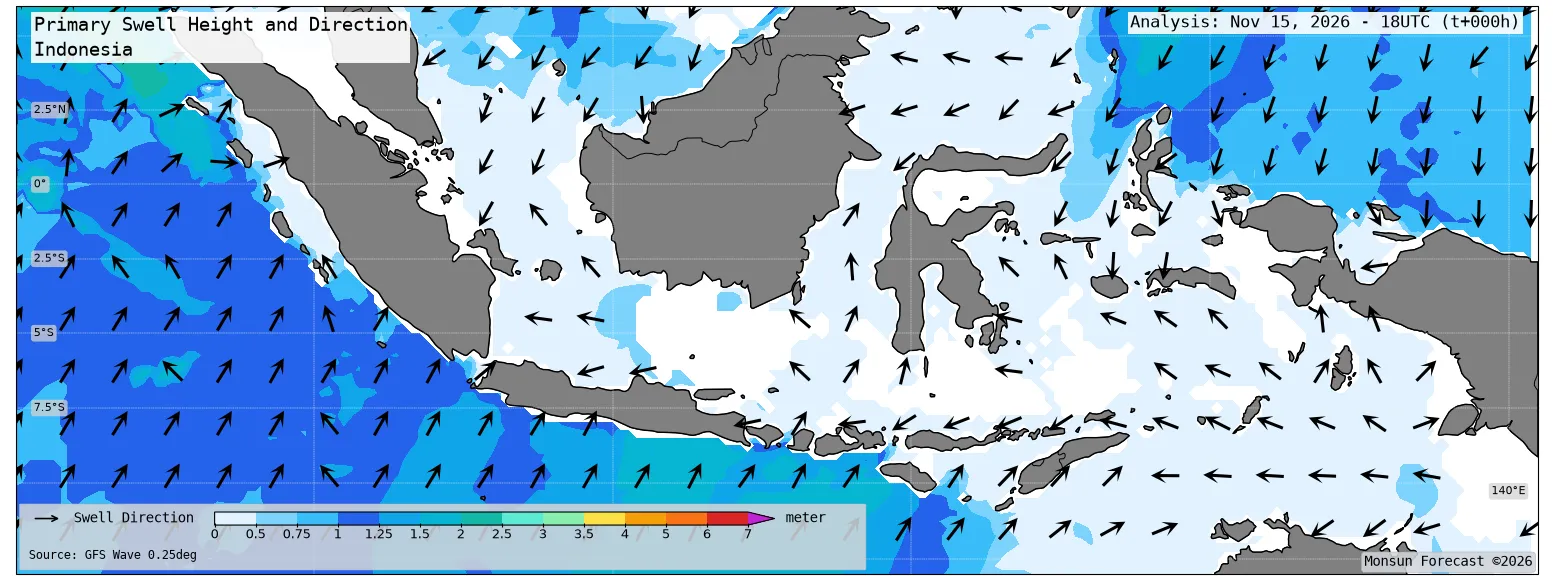 Primary Swell Height and Direction
Indonesia
Analysis: Nov 15, 2026 - 18UTC (t+000h)
2.5°N
0°
2.5°S
5°S
7.5°S
140°E
Swell Direction
meter
0 0.5 0.75 1 1.25 1.5 2 2.5 3 3.5 4 5 6 7
Source: GFS Wave 0.25deg
Monsun Forecast ©2026